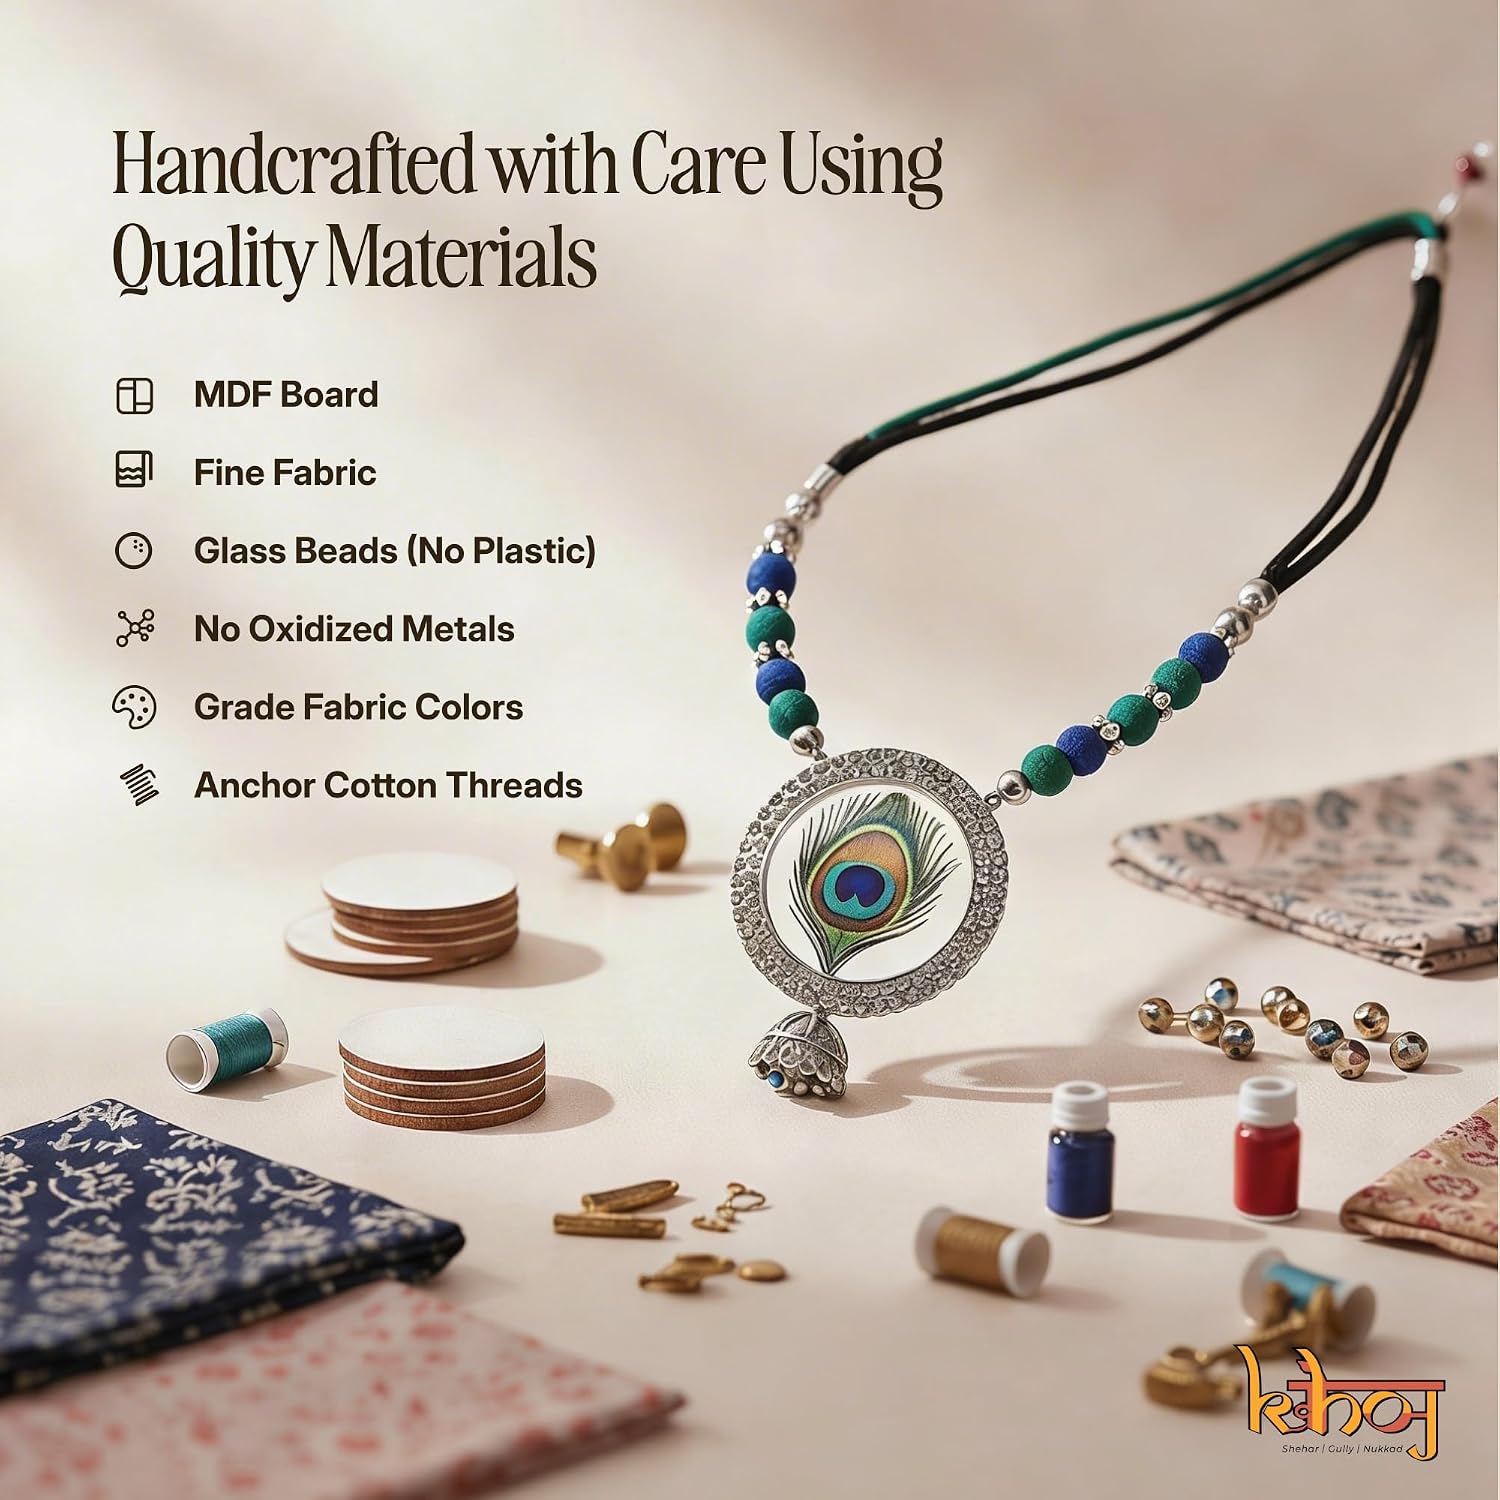 Handcrafted with Care Using
Quality Materials
MDF Board
Fine Fabric
Glass Beads (No Plastic)
No Oxidized Metals
Grade Fabric Colors
Anchor Cotton Threads
khoj
Shehar | Gully | Nukkad